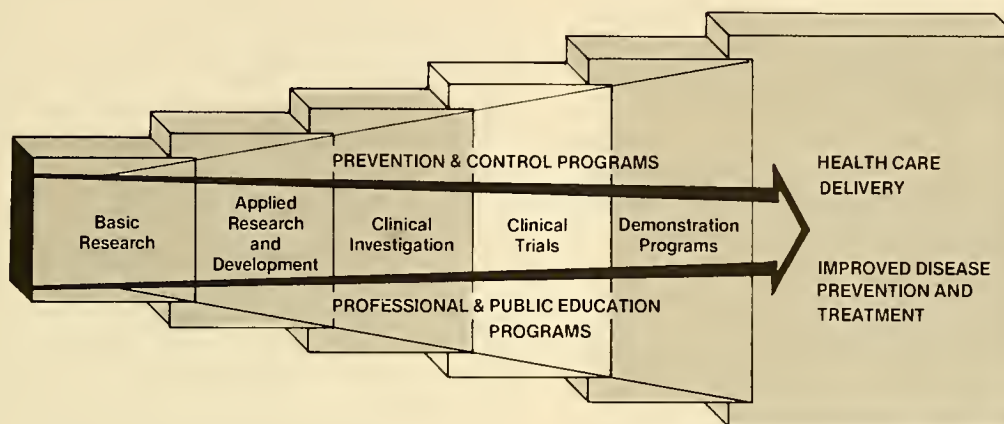 PREVENTION & CONTROL PROGRAMS
HEALTH CARE
DELIVERY
Basic
Research
Applied
Research
and
Development
Clinical
Investigation
Clinical
Trials
Demonstration
Programs
IMPROVED DISEASE
PREVENTION AND
TREATMENT
PROFESSIONAL & PUBLIC EDUCATION
PROGRAMS